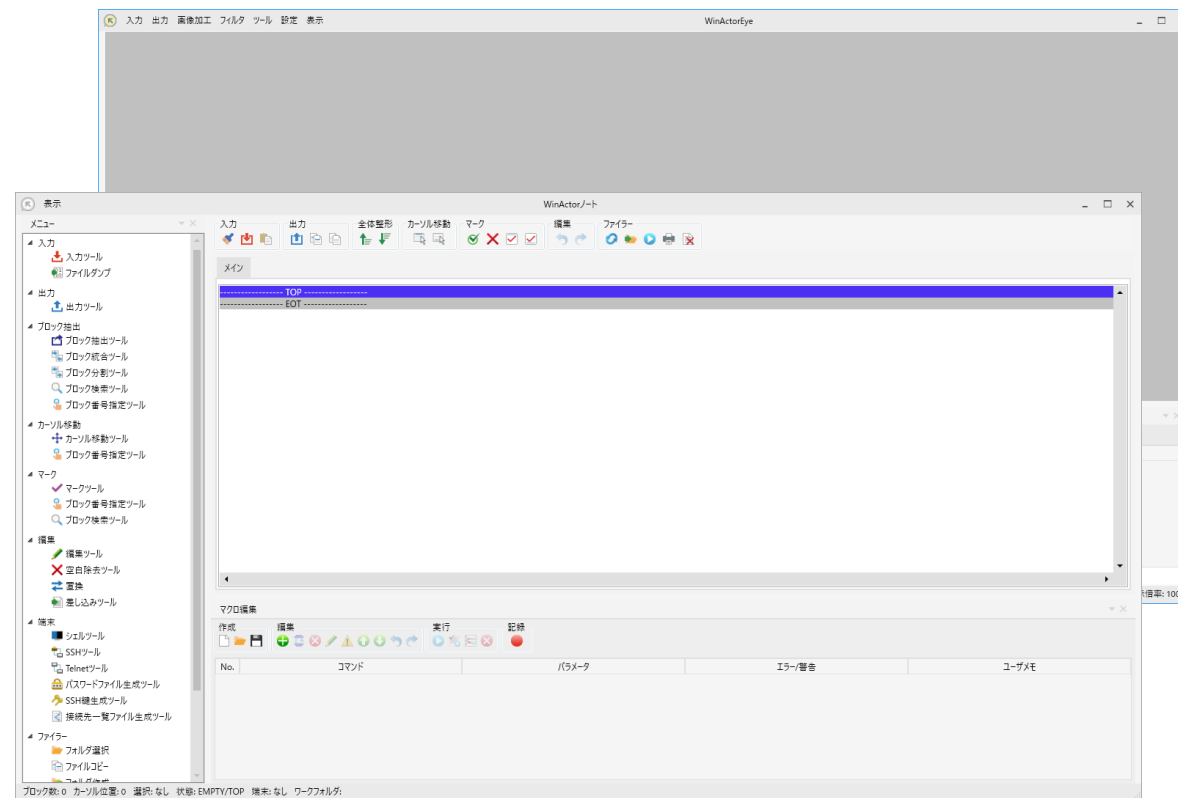 入力 出力 画像加工 フィルタ ツール 設定 表示
WinActorEye
表示
WinActorノート
メニュー
入力
入力ツール
ファイルダンプ
出力
出力ツール
ブロック抽出
ブロック抽出ツール
ブロック統合ツール
ブロック分割ツール
ブロック検索ツール
ブロック番号指定ツール
カーソル移動
カーソル移動ツール
ブロック番号指定ツール
マーク
マークツール
ブロック番号指定ツール
ブロック検索ツール
編集
編集ツール
空白除去ツール
置換
差し込みツール
端末
シェルツール
SSHツール
Telnetツール
パスワードファイル生成ツール
SSH鍵生成ツール
接続先一覧ファイル生成ツール
ファイラー
フォルダ選択
ファイルコピー
フォルダ作成
入力 出力 全体整形 カーソル移動 マーク 編集 ファイラー
メイン
------------------ TOP ------------------
------------------ EOT ------------------
マクロ編集
作成 編集 実行 記録
No. コマンド パラメータ エラー/警告 ユーザメモ
倍率: 100
ブロック数: 0 カーソル位置: 0 選択: なし 状態: EMPTY/TOP 端末: なし ワークフォルダ: